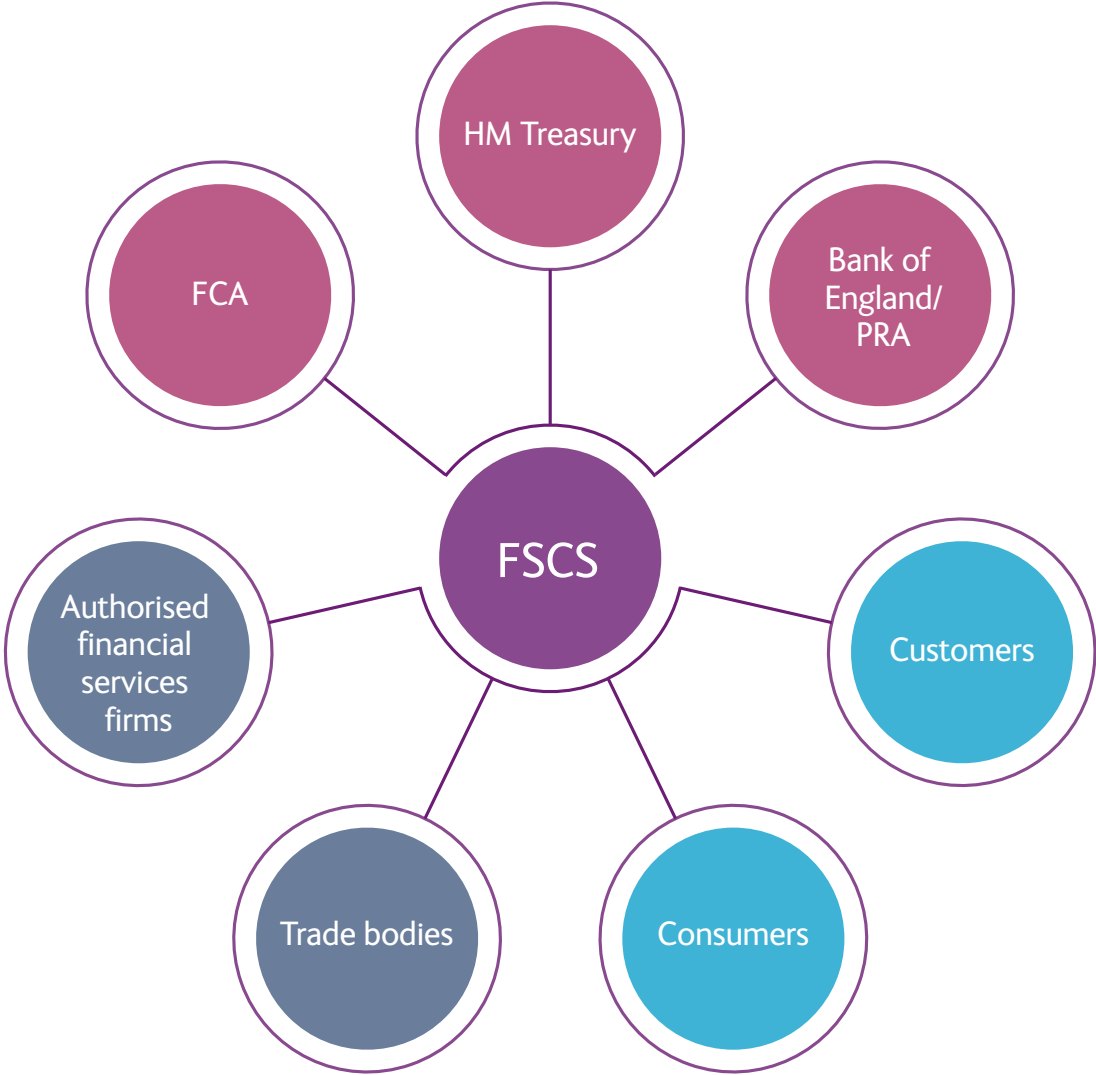 HM Treasury
FCA
Bank of
England/
PRA
FSCS
Authorised
financial
services
firms
Customers
Trade bodies
Consumers